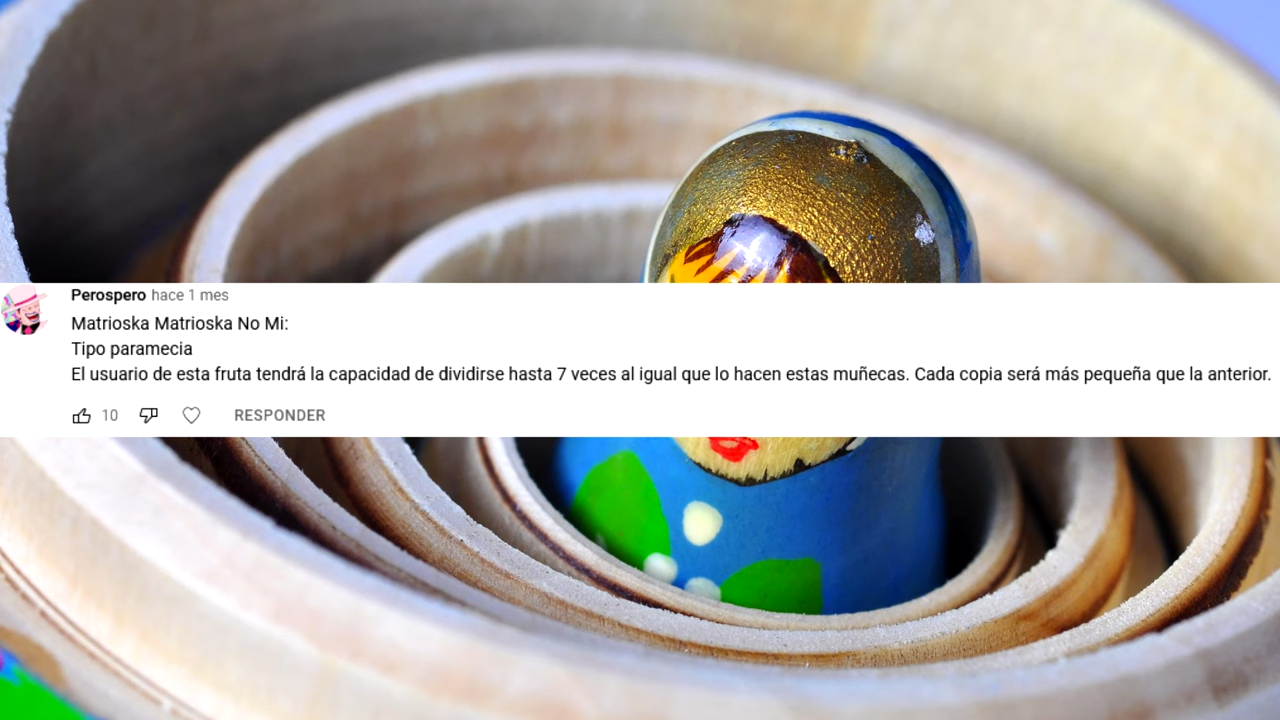 Perospero hace 1 mes
Matrioska Matrioska No Mi:
Tipo paramecia
El usuario de esta fruta tendrá la capacidad de dividirse hasta 7 veces al igual que lo hacen estas muñecas. Cada copia será más pequeña que la anterior.
10 RESPONDER